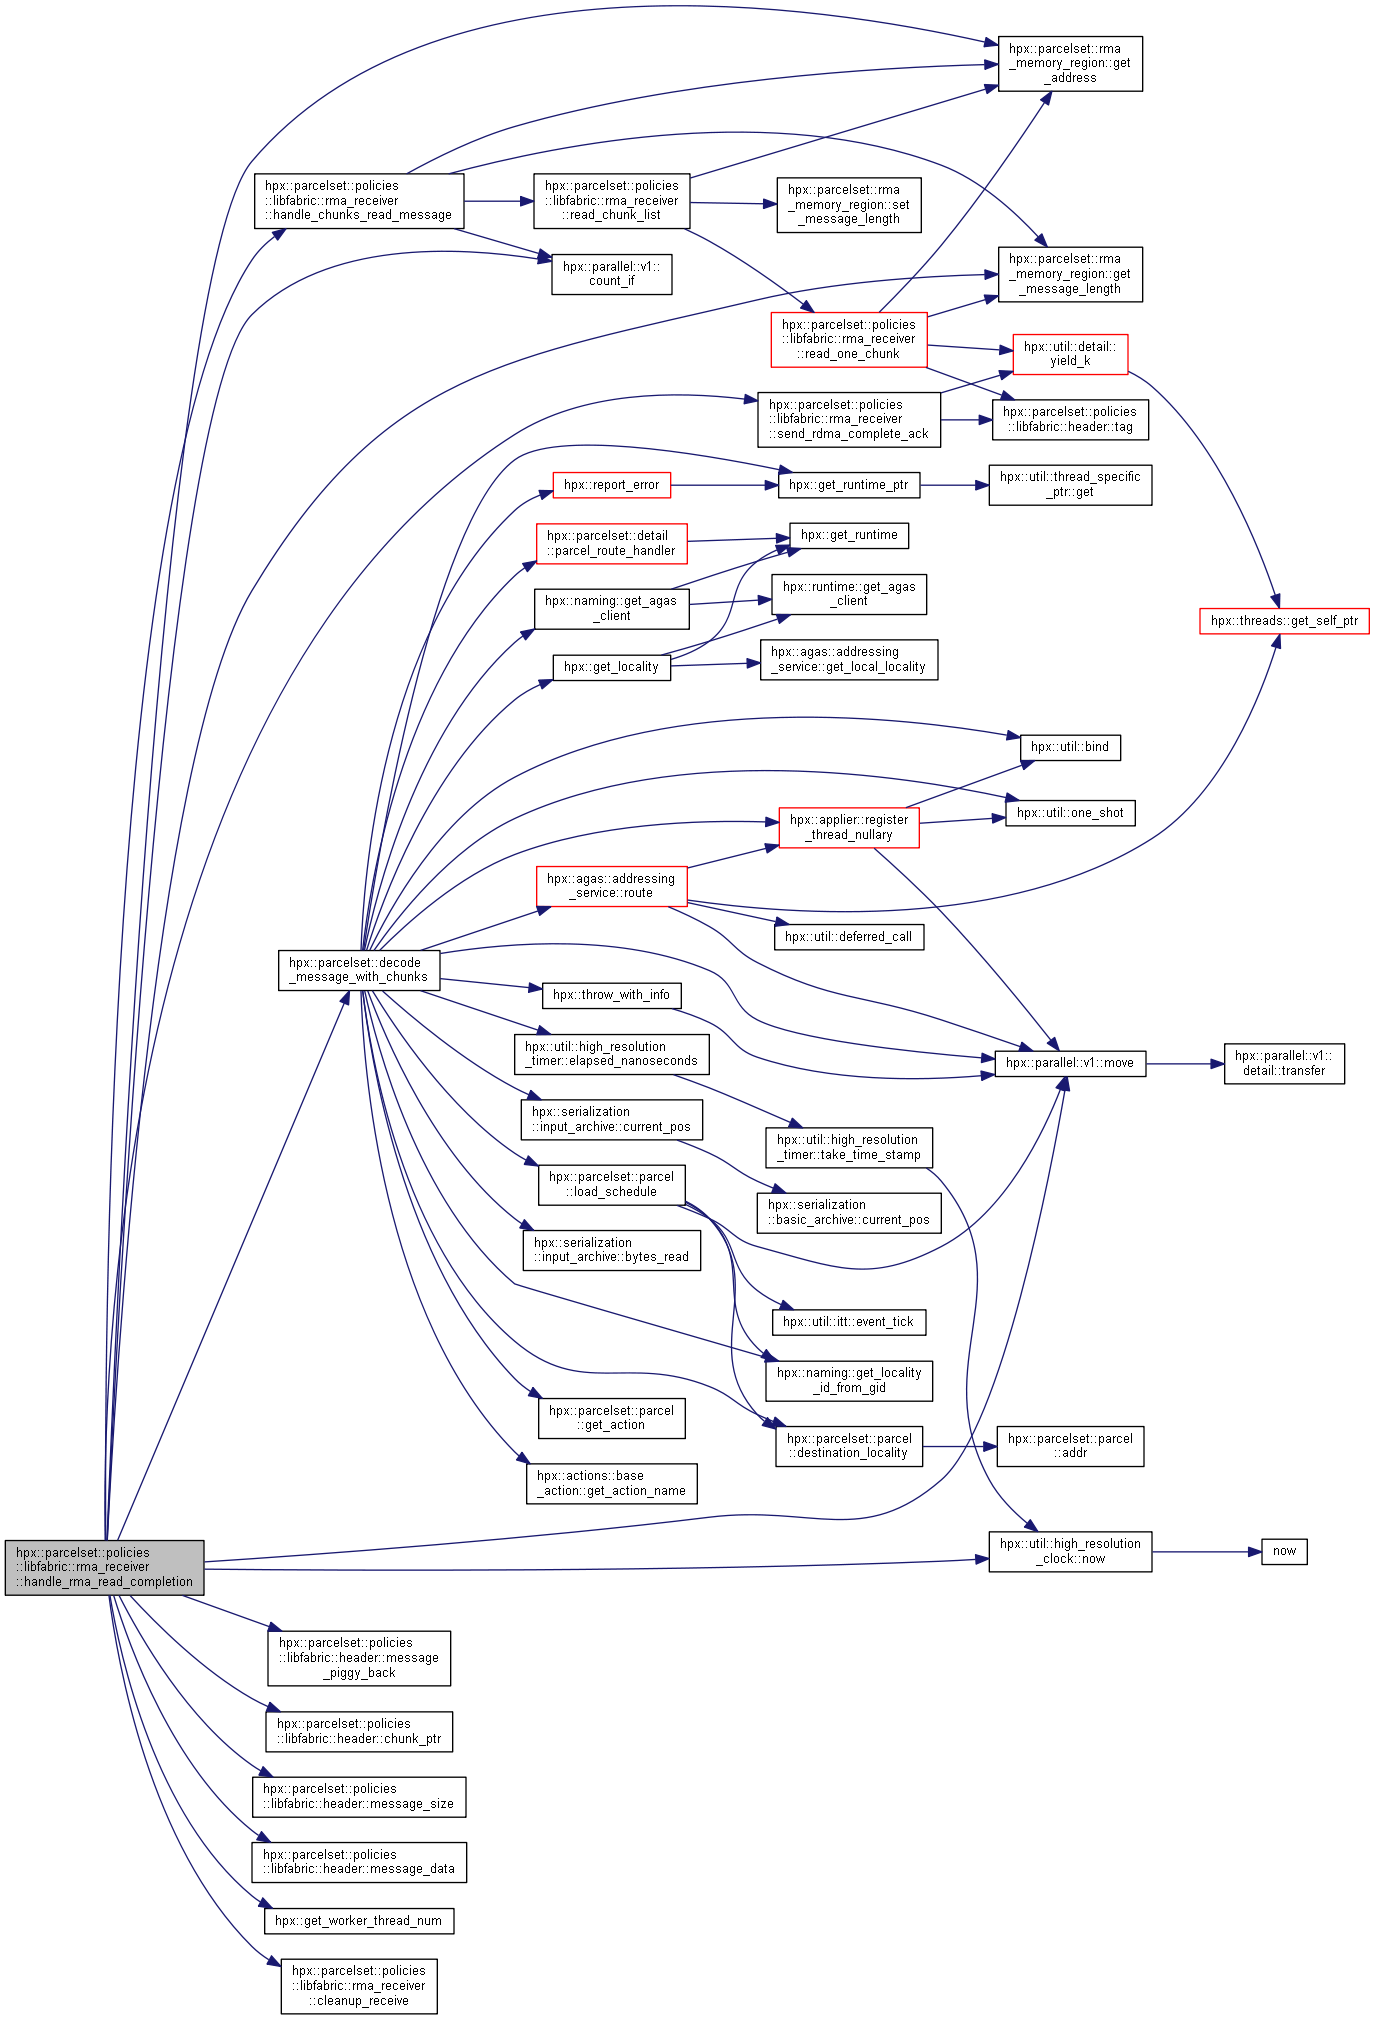 hpx::parcelset::rma
_memory_region::get
_address
hpx::parcelset::policies
::libfabric::rma_receiver
::handle_chunks_read_message
hpx::parcelset::policies
::libfabric::rma_receiver
::read_chunk_list
hpx::parcelset::rma
_memory_region::set
_message_length
hpx::parallel::v1::
count_if
hpx::parcelset::rma
_memory_region::get
_message_length
hpx::parcelset::policies
::libfabric::rma_receiver
::read_one_chunk
hpx::util::detail::
yield_k
hpx::parcelset::policies
::libfabric::rma_receiver
::send_rdma_complete_ack
hpx::parcelset::policies
::libfabric::header::tag
hpx::report_error
hpx::get_runtime_ptr
hpx::util::thread_specific
_ptr::get
hpx::parcelset::detail
::parcel_route_handler
hpx::get_runtime
hpx::naming::get_agas
_client
hpx::runtime::get_agas
_client
hpx::threads::get_self_ptr
hpx::get_locality
hpx::agas::addressing
_service::get_local_locality
hpx::util::bind
hpx::util::one_shot
hpx::applier::register
_thread_nullary
hpx::agas::addressing
_service::route
hpx::util::deferred_call
hpx::parcelset::decode
_message_with_chunks
hpx::throw_with_info
hpx::util::high_resolution
_timer::elapsed_nanoseconds
hpx::parallel::v1::move
hpx::parallel::v1::
detail::transfer
hpx::serialization
::input_archive::current_pos
hpx::util::high_resolution
_timer::take_time_stamp
hpx::parcelset::parcel
::load_schedule
hpx::serialization
::basic_archive::current_pos
hpx::serialization
::input_archive::bytes_read
hpx::util::itt::event_tick
hpx::naming::get_locality
_id_from_gid
hpx::parcelset::parcel
::get_action
hpx::parcelset::parcel
::destination_locality
hpx::parcelset::parcel
::addr
hpx::actions::base
_action::get_action_name
hpx::parcelset::policies
::libfabric::rma_receiver
::handle_rma_read_completion
hpx::util::high_resolution
_clock::now
now
hpx::parcelset::policies
::libfabric::header::message
_piggy_back
hpx::parcelset::policies
::libfabric::header::chunk_ptr
hpx::parcelset::policies
::libfabric::header::message_size
hpx::parcelset::policies
::libfabric::header::message_data
hpx::get_worker_thread_num
hpx::parcelset::policies
::libfabric::rma_receiver
::cleanup_receive